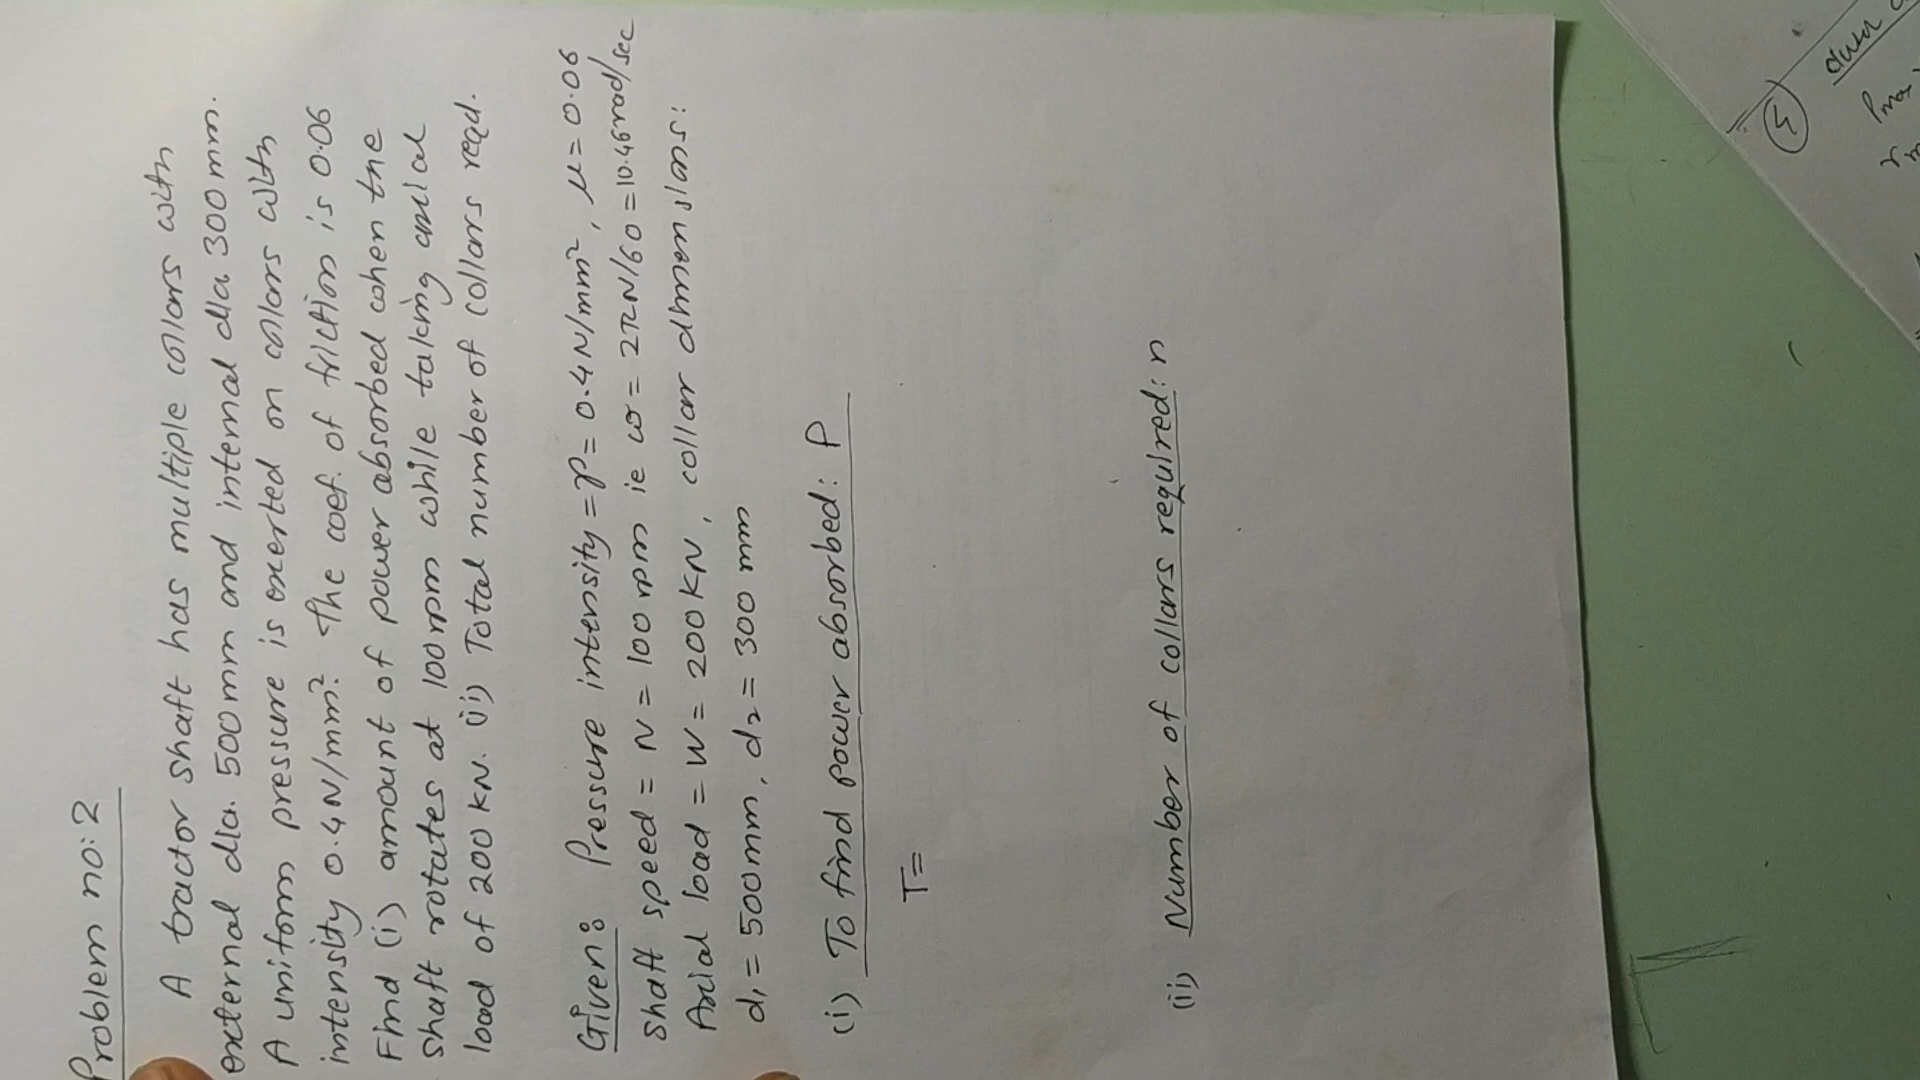 Problem no: 2
A tractor shaft has multiple collars with
external dia. 500 mm and internal dia 300 mm.
A uniform pressure is exerted on collars with
intensity 0.4 N/mm². The coef. of friction is 0.06
Find (i) amount of power absorbed when the
shaft rotates at 100 rpm while taking axial
load of 200 KN. (ii) Total number of collars reqd.
Given: Pressure intensity = p = 0.4 N/mm², μ = 0.06
Shaft speed = N = 100 rpm ie ω = 2πN/60 = 10.46 rad/sec
Axial load = W = 200 KN, collar dimensions:
d₁ = 500 mm, d₂ = 300 mm
(i) To find power absorbed: P
T =
(ii) Number of collars required: n
3
Pmax